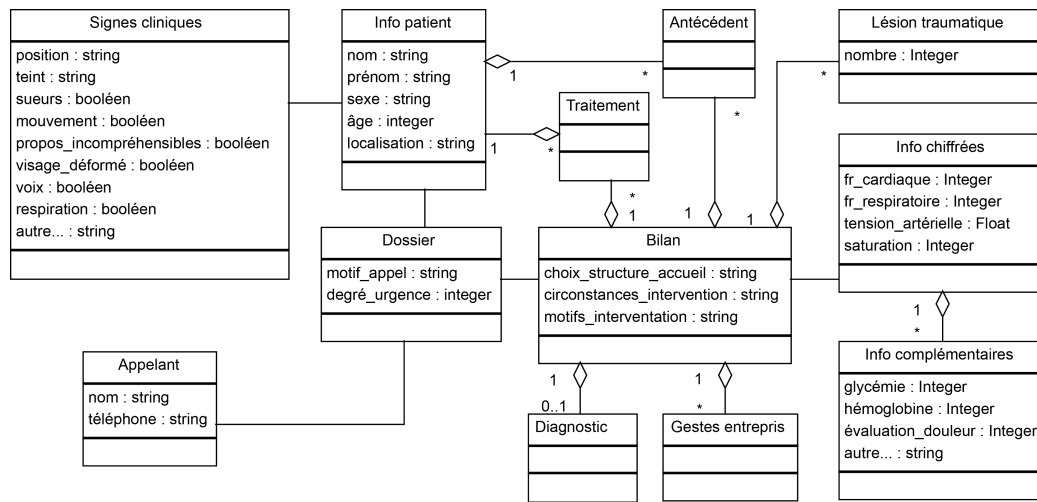 Signes cliniques
position : string
teint : string
sueurs : booléen
mouvement : booléen
propos_incompréhensibles : booléen
visage_déformé : booléen
voix : booléen
respiration : booléen
autre... : string
Info patient
nom : string
prénom : string
sexe : string
âge : integer
localisation : string
1
*
1
*
Antécédent
*
Traitement
*
1
1
1
Lésion traumatique
nombre : Integer
*
Info chiffrées
fr_cardiaque : Integer
fr_respiratoire : Integer
tension_artérielle : Float
saturation : Integer
1
*
Dossier
motif_appel : string
degré_urgence : integer
Bilan
choix_structure_accueil : string
circonstances_intervention : string
motifs_interventation : string
1
0..1
1
*
Appelant
nom : string
téléphone : string
Diagnostic
Gestes entrepris
Info complémentaires
glycémie : Integer
hémoglobine : Integer
évaluation_douleur : Integer
autre... : string